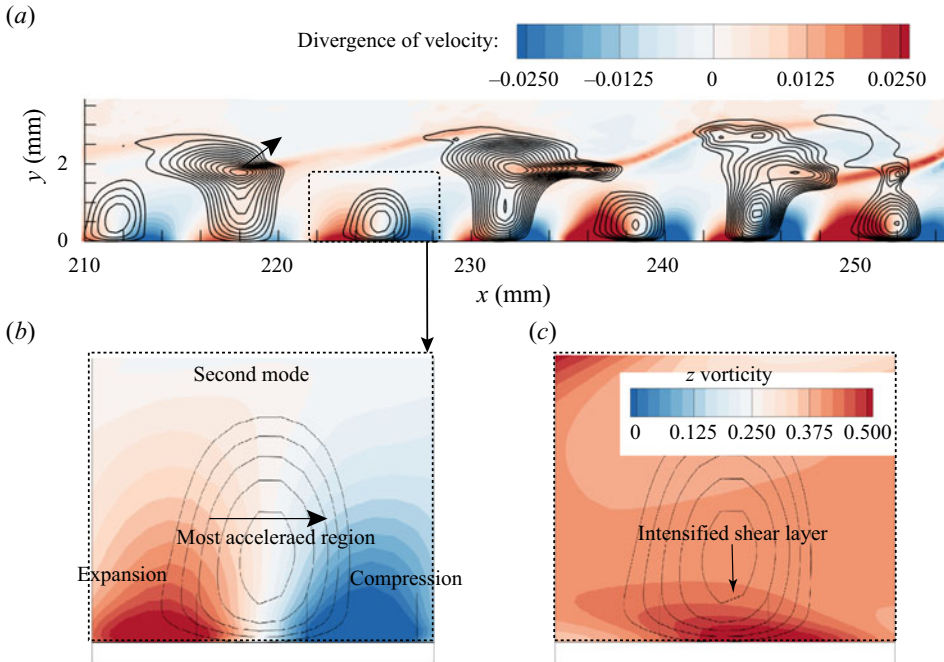 (a)
Divergence of velocity:
−0.0250 −0.0125 0 0.0125 0.0250
y (mm)
2
0
210 220 230 240 250
x (mm)
(b)
Second mode
Most acceleraed region
Expansion
Compression
(c)
z vorticity
0 0.125 0.250 0.375 0.500
Intensified shear layer